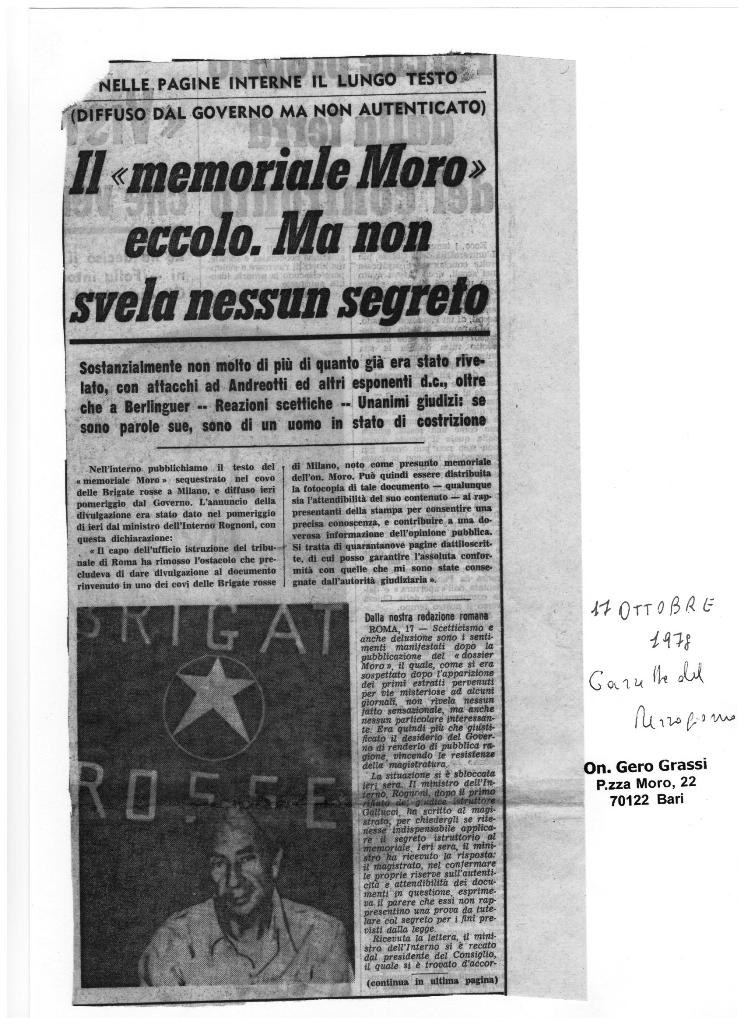 NELLE PAGINE INTERNE IL LUNGO TESTO
(DIFFUSO DAL GOVERNO MA NON AUTENTICATO)
Il «memoriale Moro»
eccolo. Ma non
svela nessun segreto
Sostanzialmente non molto di più di quanto già era stato rive-
lato, con attacchi ad Andreotti ed altri esponenti d.c., oltre
che a Berlinguer -- Reazioni scettiche -- Unanimi giudizi: se
sono parole sue, sono di un uomo in stato di costrizione
Nell'interno pubblichiamo il testo del
«memoriale Moro» sequestrato nel covo
delle Brigate rosse a Milano, e diffuso ieri
pomeriggio dal Governo. L'annuncio della
divulgazione era stato dato nel pomeriggio
di ieri dal ministro dell'Interno Rognoni, con
questa dichiarazione:
«Il capo dell'ufficio istruzione del tribu-
nale di Roma ha rimosso l'ostacolo che pre-
cludeva di dare divulgazione al documento
rinvenuto in uno dei covi delle Brigate rosse
di Milano, noto come presunto memoriale
dell'on. Moro. Può quindi essere distribuita
la fotocopia di tale documento — qualunque
sia l'attendibilità del suo contenuto — ai rap-
presentanti della stampa per consentire una
precisa conoscenza, e contribuire a una do-
verosa informazione dell'opinione pubblica.
Si tratta di quarantanove pagine dattiloscrit-
te, di cui posso garantire l'assoluta confor-
mità con quelle che mi sono state conse-
gnate dall'autorità giudiziaria».
BRIGAT
ROSSE
Dalla nostra redazione romana
ROMA, 17 — Scetticismo e
anche delusione sono i senti-
menti manifestati dopo la
pubblicazione del «dossier
Moro», il quale, come si era
sospettato dopo l'apparizione
dei primi estratti pervenuti
per vie misteriose ad alcuni
giornali, non rivela nessun
fatto sensazionale, ma anche
nessun particolare interessan-
te. Era quindi più che giusti-
ficato il desiderio del Gover-
no di renderlo di pubblica ra-
gione, vincendo le resistenze
della magistratura.
La situazione si è sbloccata
ieri sera. Il ministro dell'In-
terno, Rognoni, dopo il primo
rifiuto del giudice istruttore
Gallucci, ha scritto al magi-
strato, per chiedergli se rite-
nesse indispensabile applica-
re il segreto istruttorio al
memoriale. Ieri sera, il mini-
stro ha ricevuto la risposta:
il magistrato, nel confermare
le proprie riserve sull'autenti-
cità e attendibilità dei docu-
menti in questione, esprime-
va il parere che essi non rap-
presentino una prova da tute-
lare col segreto per i fini pre-
visti dalla legge.
Ricevuta la lettera, il mini-
stro dell'Interno si è recato
dal presidente del Consiglio,
il quale si è trovato d'accor-
(continua in ultima pagina)
17 OTTOBRE
1978
Gazzetta del
Mezzogiorno
On. Gero Grassi
P.zza Moro, 22
70122 Bari